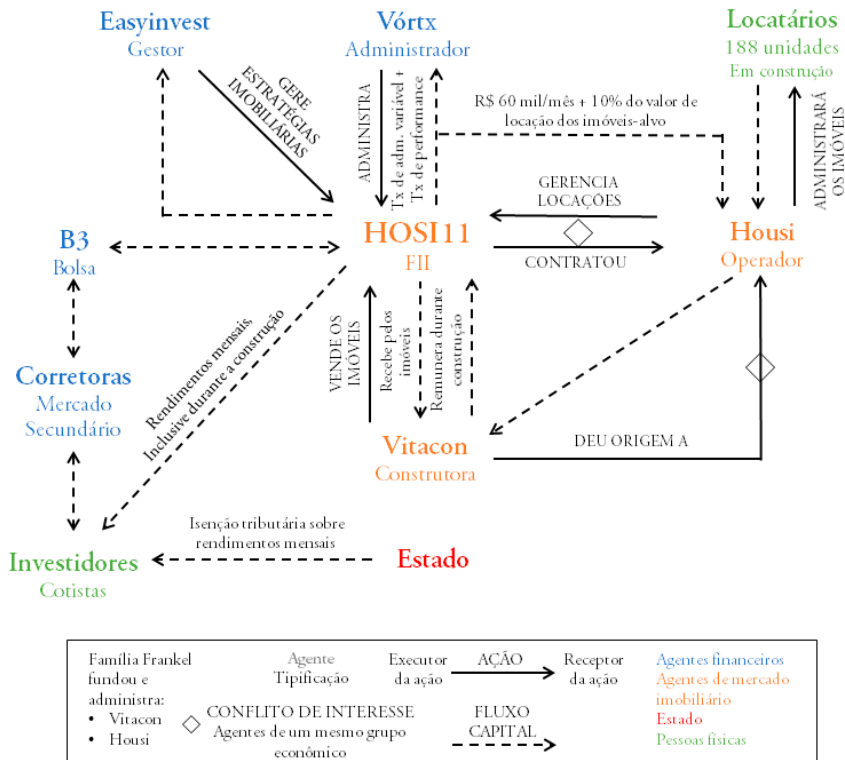 Easyinvest
Gestor
Vórtx
Administrador
Locatários
188 unidades
Em construção
GERE
ESTRATÉGIAS
IMOBILIÁRIAS
ADMINISTRA
Tx de adm. variável +
Tx de performance
R$ 60 mil/mês + 10% do valor de
locação dos imóveis-alvo
ADMINISTRARÁ
OS IMÓVEIS
GERENCIA
LOCAÇÕES
B3
Bolsa
HOSI11
FII
CONTRATOU
Housi
Operador
Rendimentos mensais,
Inclusive durante a construção
VENDE OS
IMÓVEIS
Recebe pelos
imóveis
Remunera durante
construção
Corretoras
Mercado
Secundário
Vitacon
Construtora
DEU ORIGEM A
Isenção tributária sobre
rendimentos mensais
Investidores
Cotistas
Estado
Família Frankel
fundou e
administra:
• Vitacon
• Housi
Agente
Tipificação
Executor
da ação
AÇÃO
Receptor
da ação
CONFLITO DE INTERESSE
Agentes de um mesmo grupo
econômico
FLUXO
CAPITAL
Agentes financeiros
Agentes de mercado
imobiliário
Estado
Pessoas físicas